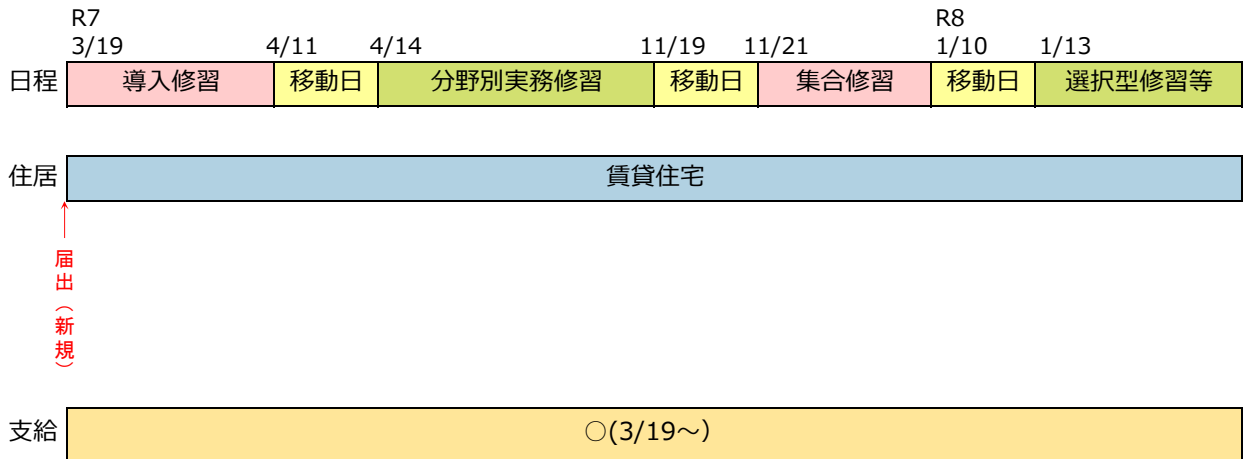 R7 R8
3/19 4/11 4/14 11/19 11/21 1/10 1/13
日程 導入修習 移動日 分野別実務修習 移動日 集合修習 移動日 選択型修習等
住居 賃貸住宅
届出（新規）
支給 ○(3/19～）